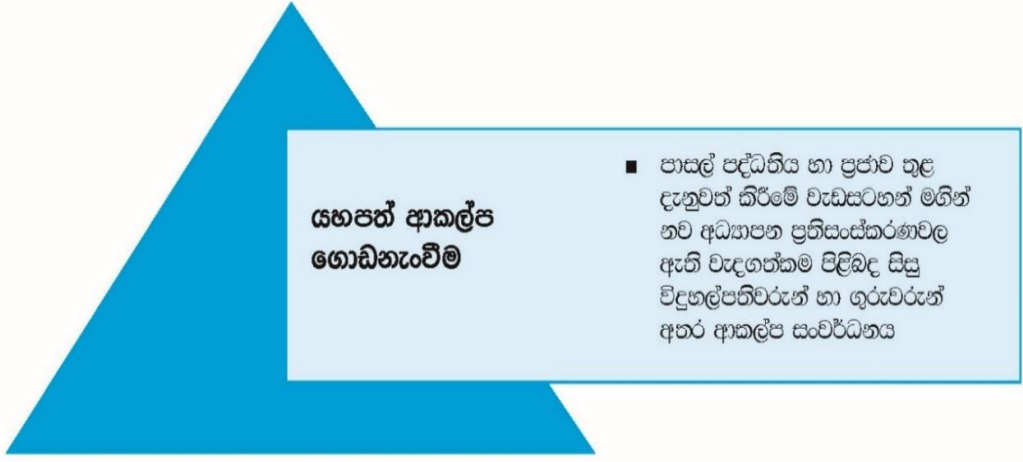 යහපත් ආකල්ප
ගොඩනැංවීම
■ පාසල් පද්ධතිය හා ප්‍රජාව තුළ
දැනුවත් කිරීමේ වැඩසටහන් මගින්
නව අධ්‍යාපන ප්‍රතිසංස්කරණවල
ඇති වැදගත්කම පිළිබද සිසු
විදුහල්පතිවරුන් හා ගුරුවරුන්
අතර ආකල්ප සංවර්ධනය